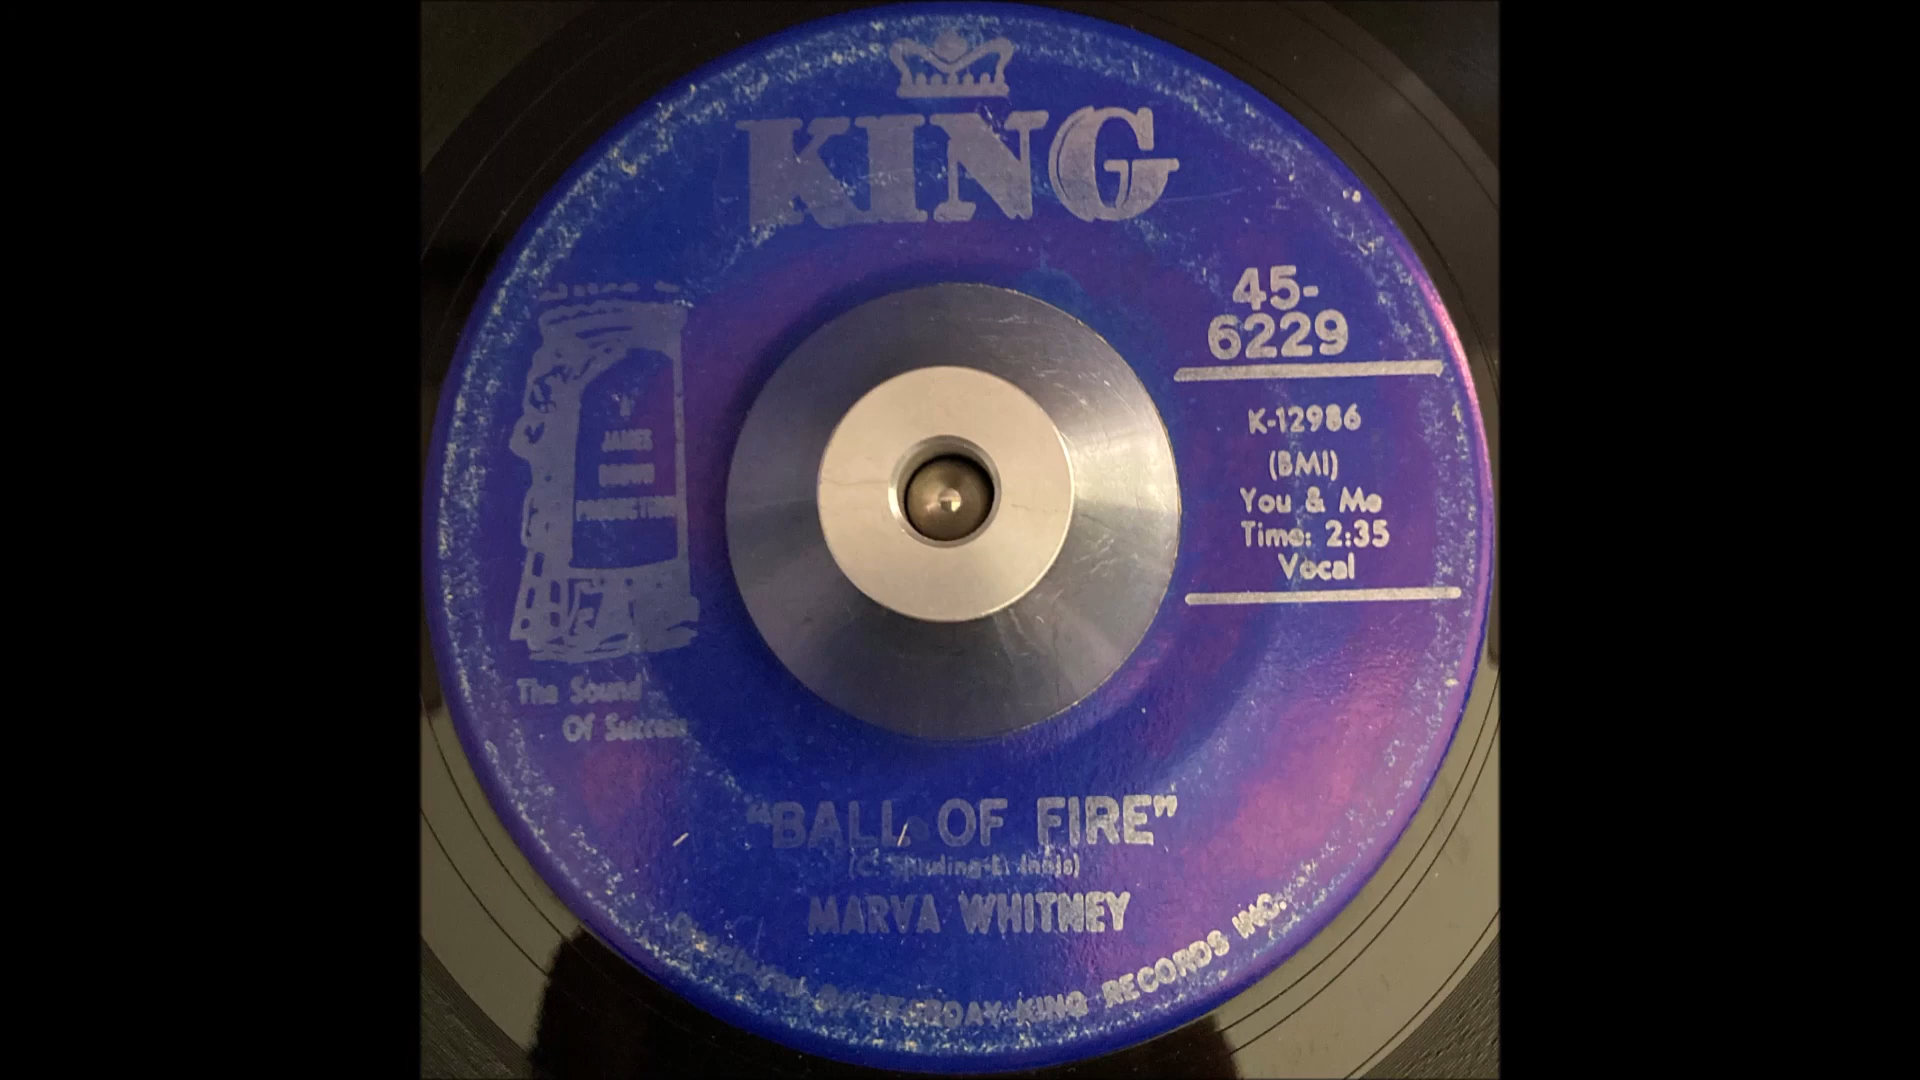 KING
45-
6229
K-12986
(BMI)
You & Me
Time: 2:35
Vocal
A
JAMES
BROWN
PRODUCTION
The Sound
Of Success
"BALL OF FIRE"
MARVA WHITNEY
KING RECORDS INC.